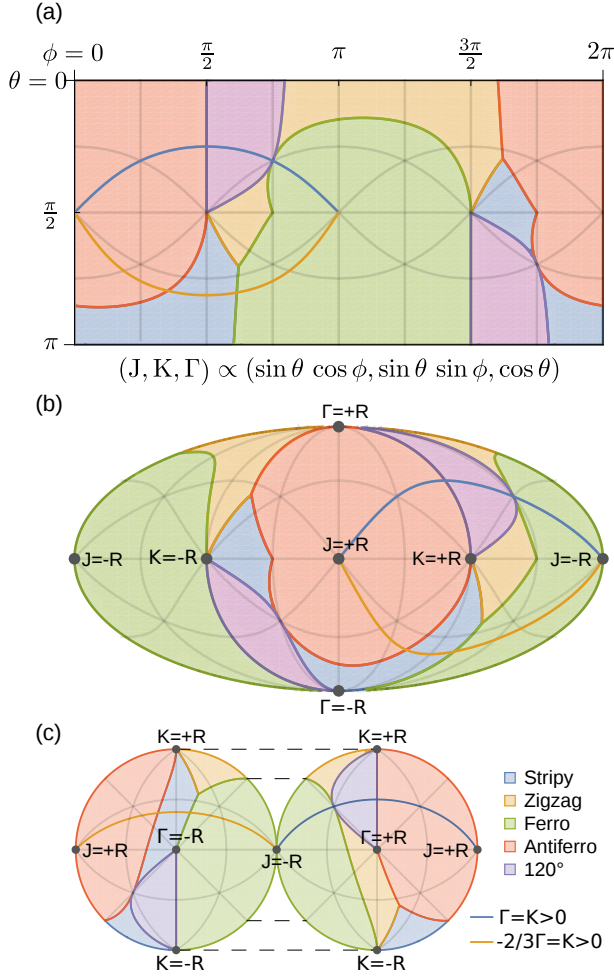 (a)
ϕ = 0 π/2 π 3π/2 2π
θ = 0
π/2
π
(J, K, Γ) ∝ (sin θ cos ϕ, sin θ sin ϕ, cos θ)
(b)
Γ=+R
J=-R K=-R J=+R K=+R J=-R
Γ=-R
(c)
K=+R K=+R
J=+R Γ=-R J=-R Γ=+R J=+R
K=-R K=-R
Stripy
Zigzag
Ferro
Antiferro
120°
Γ=K>0
-2/3Γ=K>0